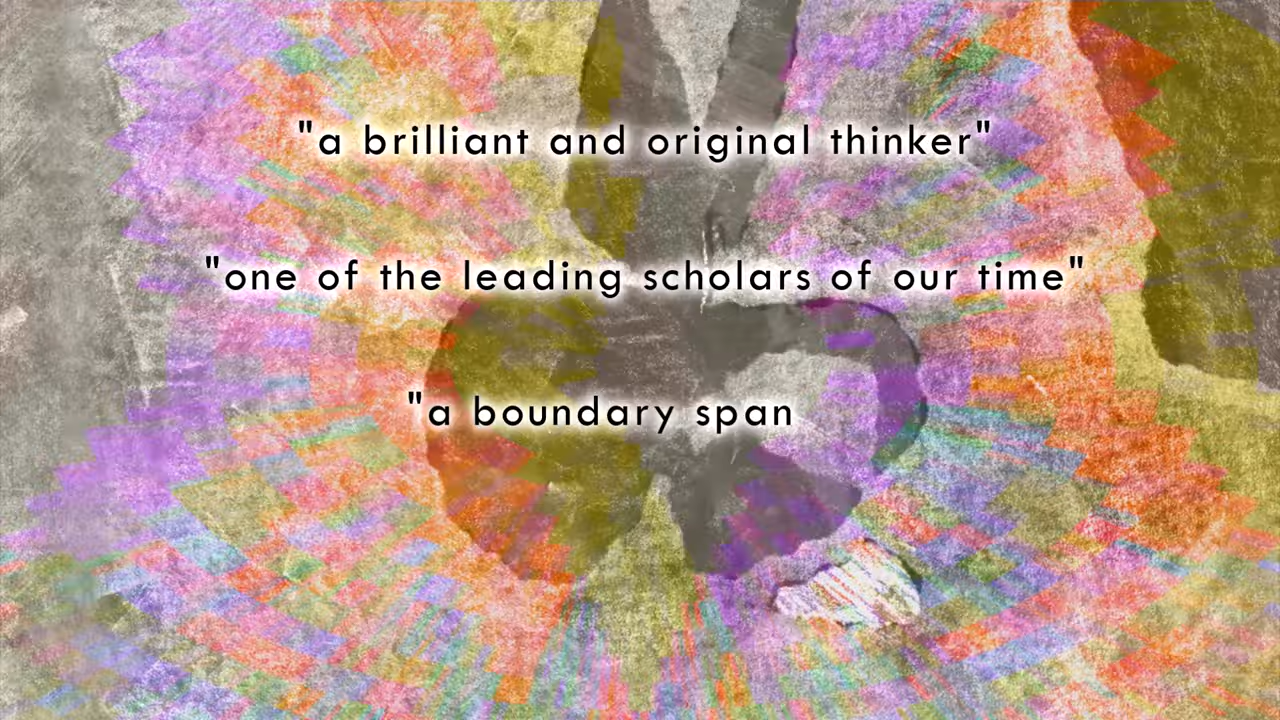 "a brilliant and original thinker"
"one of the leading scholars of our time"
"a boundary span